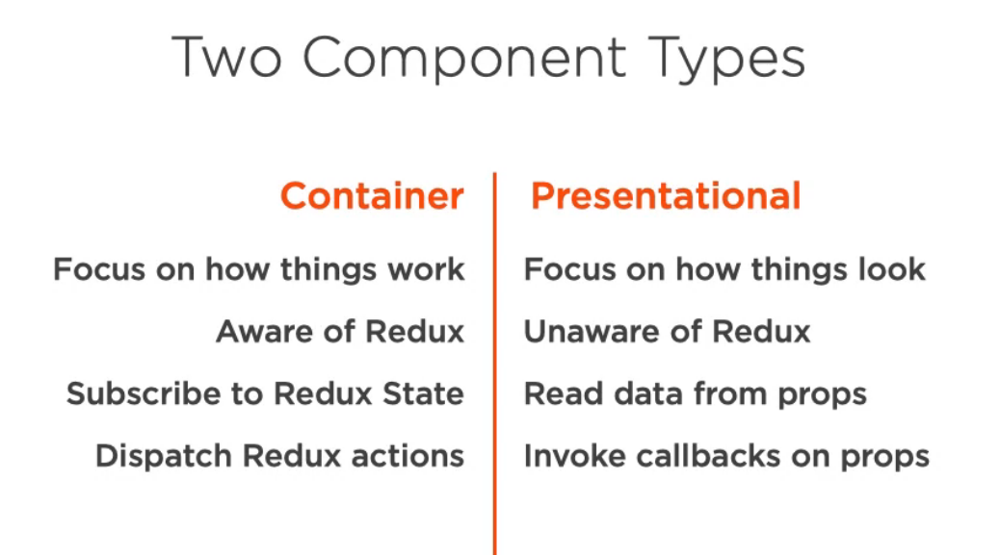 Two Component Types
Container
Focus on how things work
Aware of Redux
Subscribe to Redux State
Dispatch Redux actions
Presentational
Focus on how things look
Unaware of Redux
Read data from props
Invoke callbacks on props